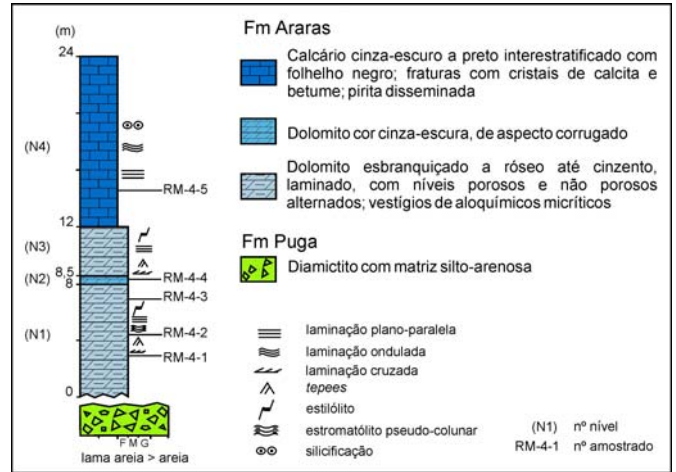 (m)
24
(N4)
RM-4-5
12
(N3)
8,5
(N2)
8
RM-4-4
RM-4-3
(N1)
RM-4-2
RM-4-1
0
F M G
lama areia > areia
Fm Araras
Calcário cinza-escuro a preto interestratificado com
folhelho negro; fraturas com cristais de calcita e
betume; pirita disseminada
Dolomito cor cinza-escura, de aspecto corrugado
Dolomito esbranquiçado a róseo até cinzento,
laminado, com níveis porosos e não porosos
alternados; vestígios de aloquímicos micríticos
Fm Puga
Diamictito com matriz silto-arenosa
laminação plano-paralela
laminação ondulada
laminação cruzada
tepees
estilólito
estromatólito pseudo-colunar
silicificação
(N1) nº nível
RM-4-1 nº amostrado